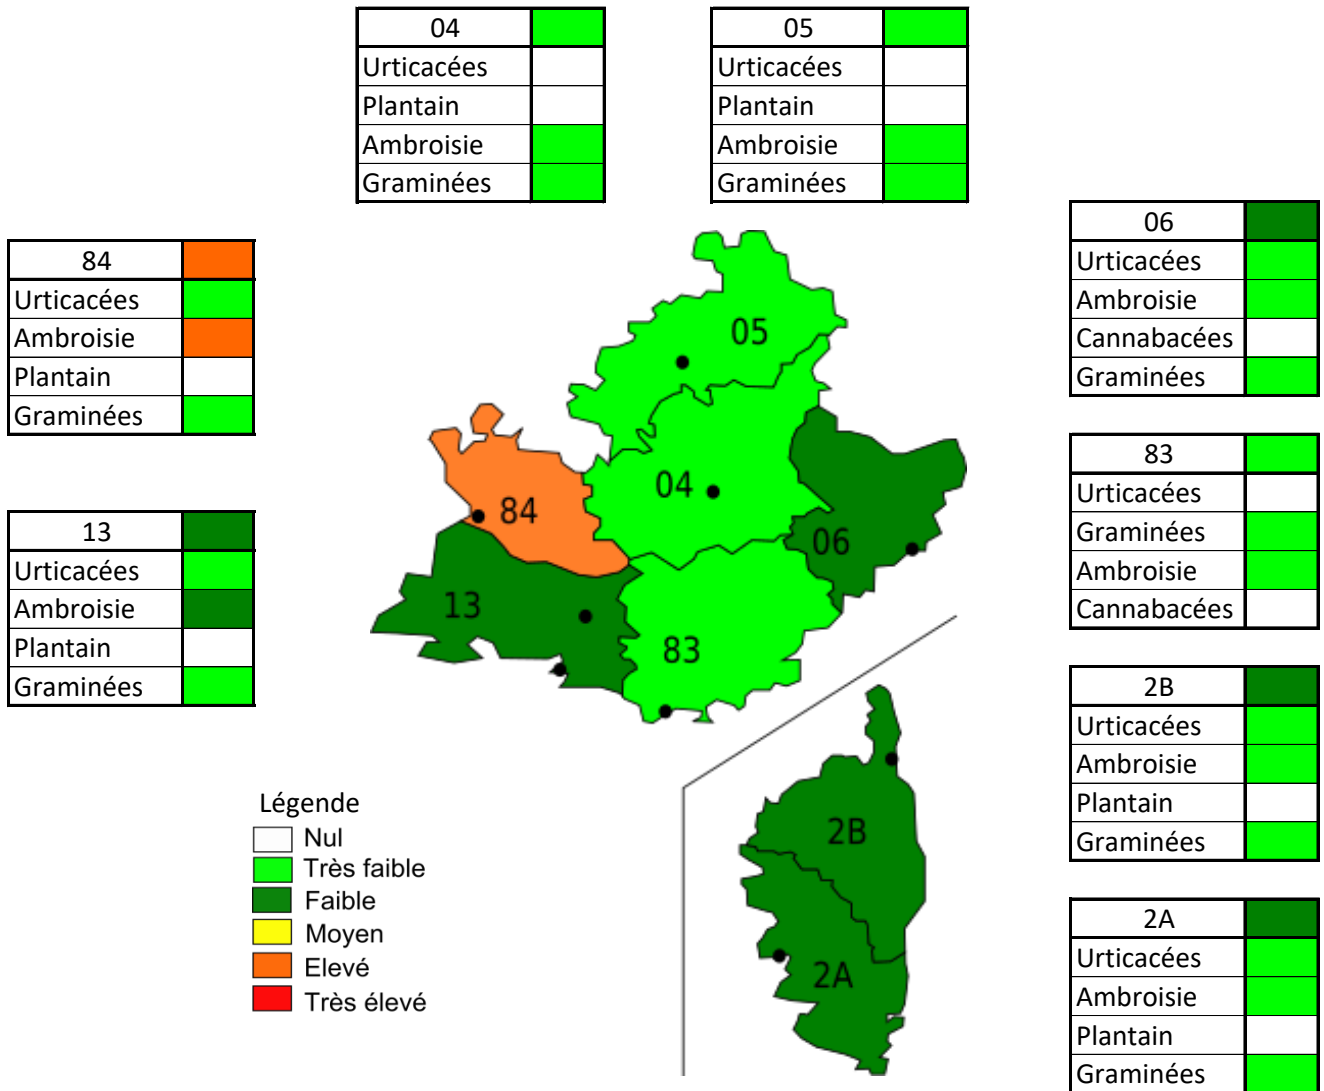 04
Urticacées
Plantain
Ambroisie
Graminées
05
Urticacées
Plantain
Ambroisie
Graminées
84
Urticacées
Ambroisie
Plantain
Graminées
13
Urticacées
Ambroisie
Plantain
Graminées
06
Urticacées
Ambroisie
Cannabacées
Graminées
83
Urticacées
Graminées
Ambroisie
Cannabacées
2B
Urticacées
Ambroisie
Plantain
Graminées
2A
Urticacées
Ambroisie
Plantain
Graminées
05
04
84
06
13
83
2B
2A
Légende
Nul
Très faible
Faible
Moyen
Elevé
Très élevé